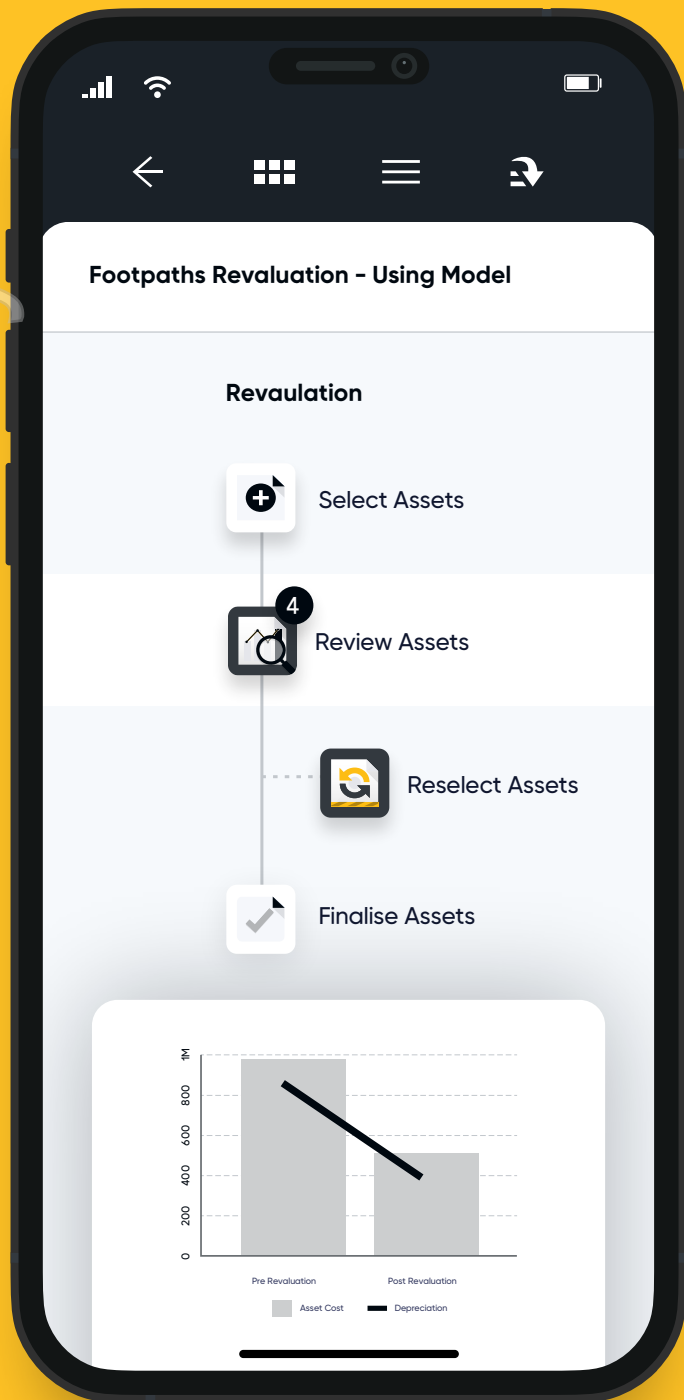 Footpaths Revaluation - Using Model
Revaulation
Select Assets
4
Review Assets
Reselect Assets
Finalise Assets
1M
800
600
400
200
0
Pre Revaluation
Post Revaluation
Asset Cost
Depreciation